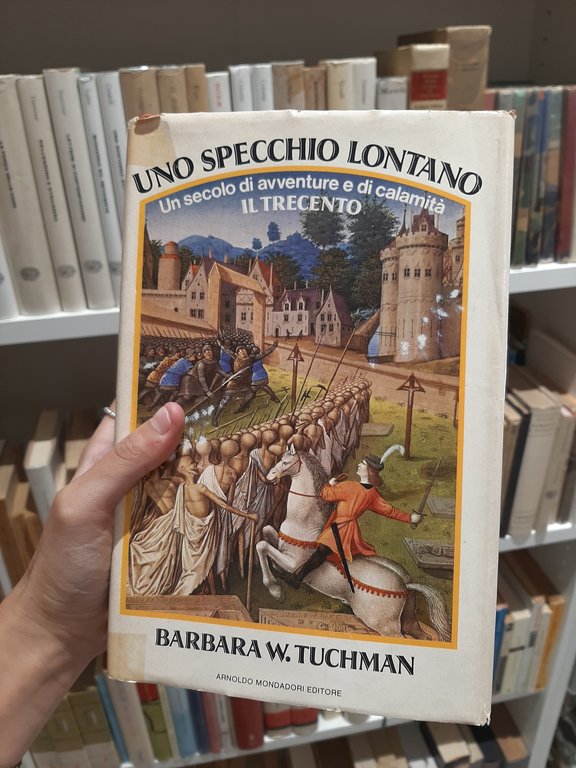 UNO SPECCHIO LONTANO
Un secolo di avventure e di calamità
IL TRECENTO
BARBARA W. TUCHMAN
ARNOLDO MONDADORI EDITORE